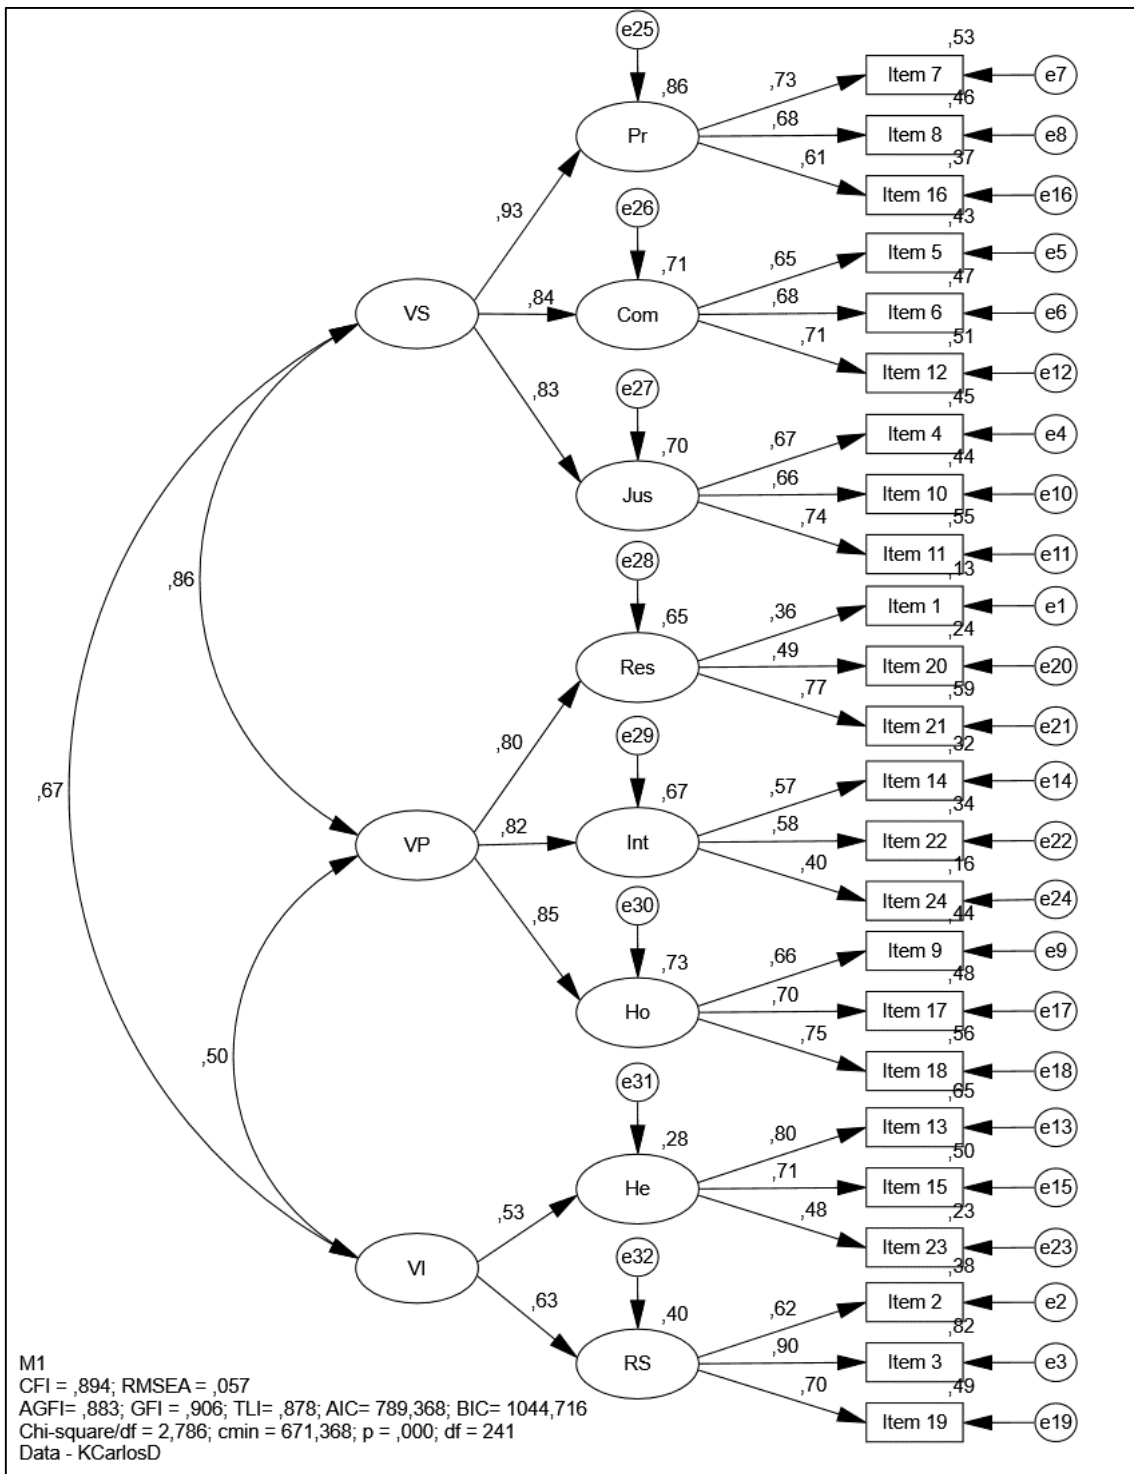 e25
,53
Item 7
e7
,86
,73
,46
Pr
,68
Item 8
e8
,61
,37
Item 16
e16
,93
e26
,43
Item 5
e5
,71
,65
,47
VS
,84
Com
,68
Item 6
e6
,71
,51
Item 12
e12
,83
e27
,45
Item 4
e4
,70
,67
,44
Jus
,66
Item 10
e10
,74
,55
Item 11
e11
,86
e28
,13
Item 1
e1
,65
,36
,24
Res
,49
Item 20
e20
,77
,59
Item 21
e21
,80
e29
,32
Item 14
e14
,67
,57
,34
,67
VP
,82
Int
,58
Item 22
e22
,40
,16
Item 24
e24
,85
e30
,44
Item 9
e9
,73
,66
,48
Ho
,70
Item 17
e17
,50
,75
,56
Item 18
e18
e31
,65
Item 13
e13
,28
,80
,50
He
,71
Item 15
e15
,53
,48
,23
Item 23
e23
VI
e32
,38
Item 2
e2
,63
,40
,62
,82
RS
,90
Item 3
e3
,70
,49
Item 19
e19
M1
CFI = ,894; RMSEA = ,057
AGFI= ,883; GFI = ,906; TLI= ,878; AIC= 789,368; BIC= 1044,716
Chi-square/df = 2,786; cmin = 671,368; p = ,000; df = 241
Data - KCarlosD